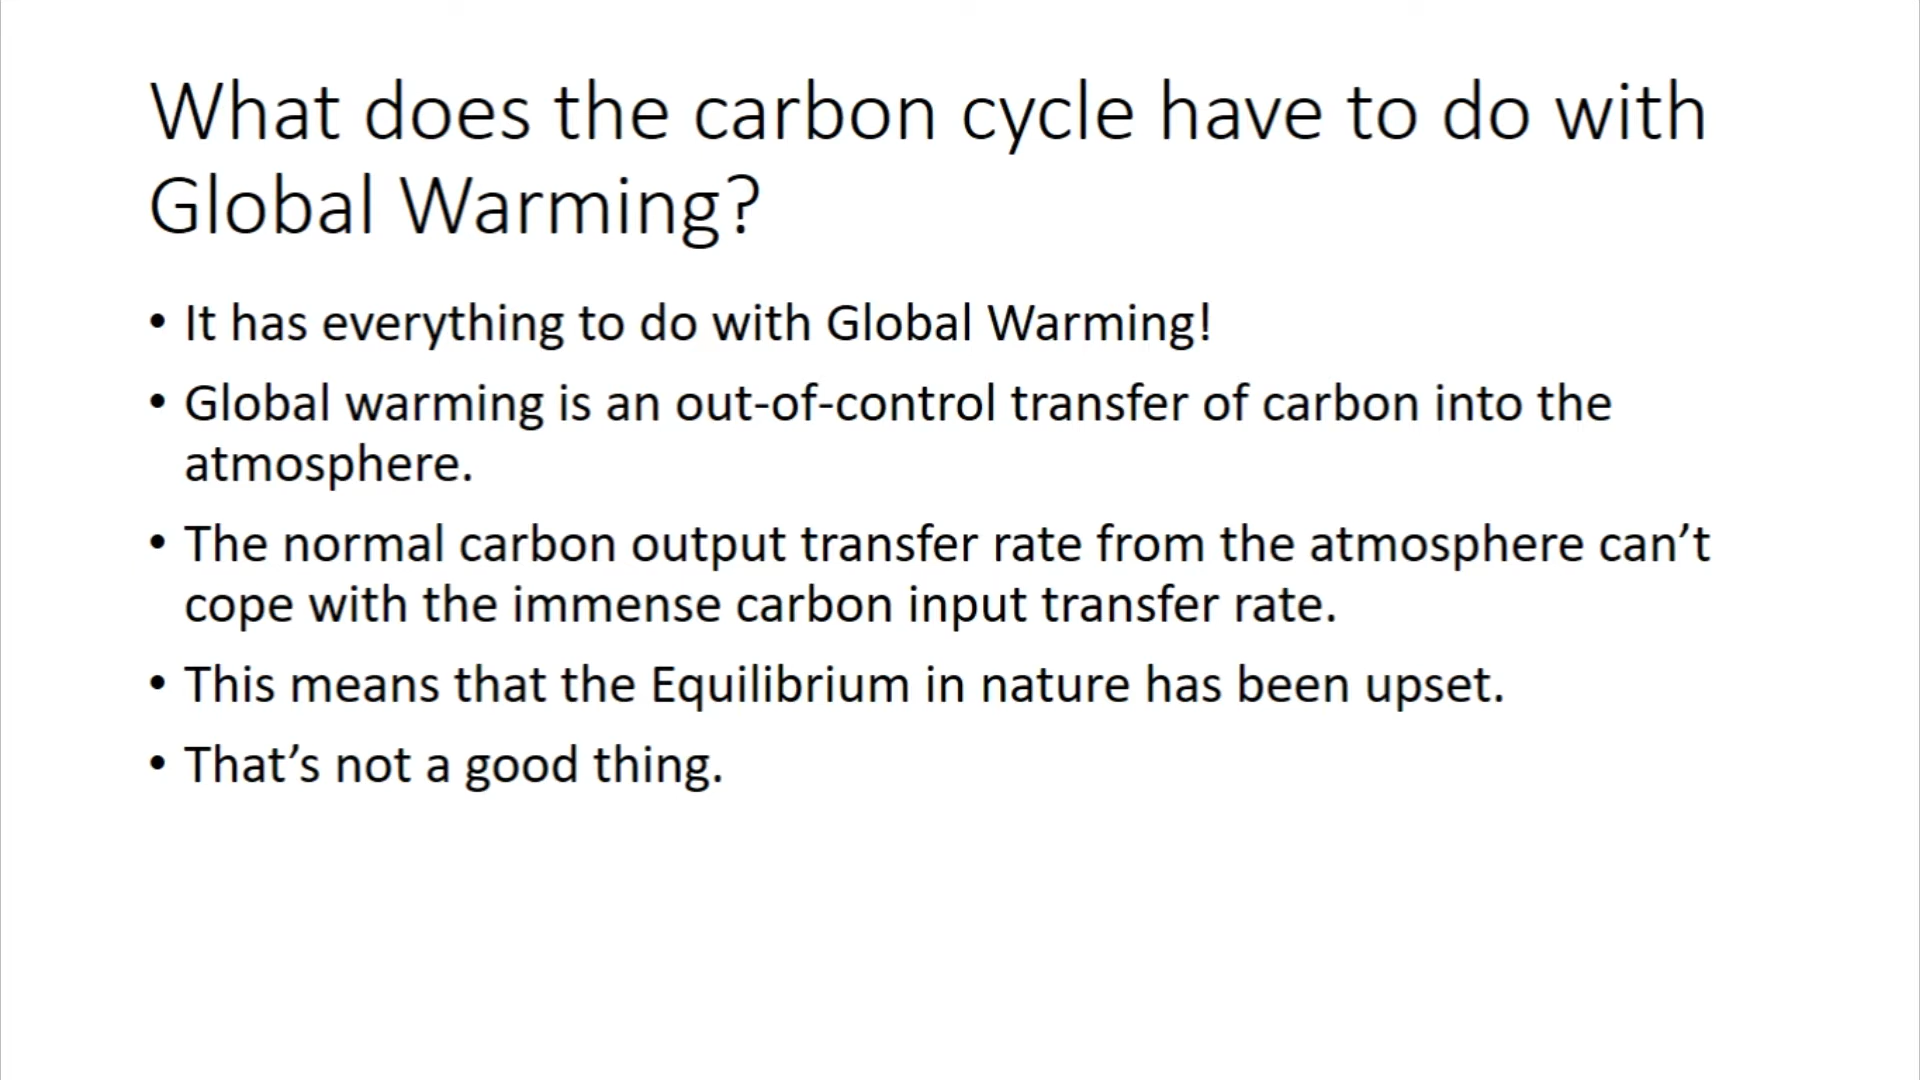 What does the carbon cycle have to do with
Global Warming?
• It has everything to do with Global Warming!
• Global warming is an out-of-control transfer of carbon into the
atmosphere.
• The normal carbon output transfer rate from the atmosphere can’t
cope with the immense carbon input transfer rate.
• This means that the Equilibrium in nature has been upset.
• That’s not a good thing.